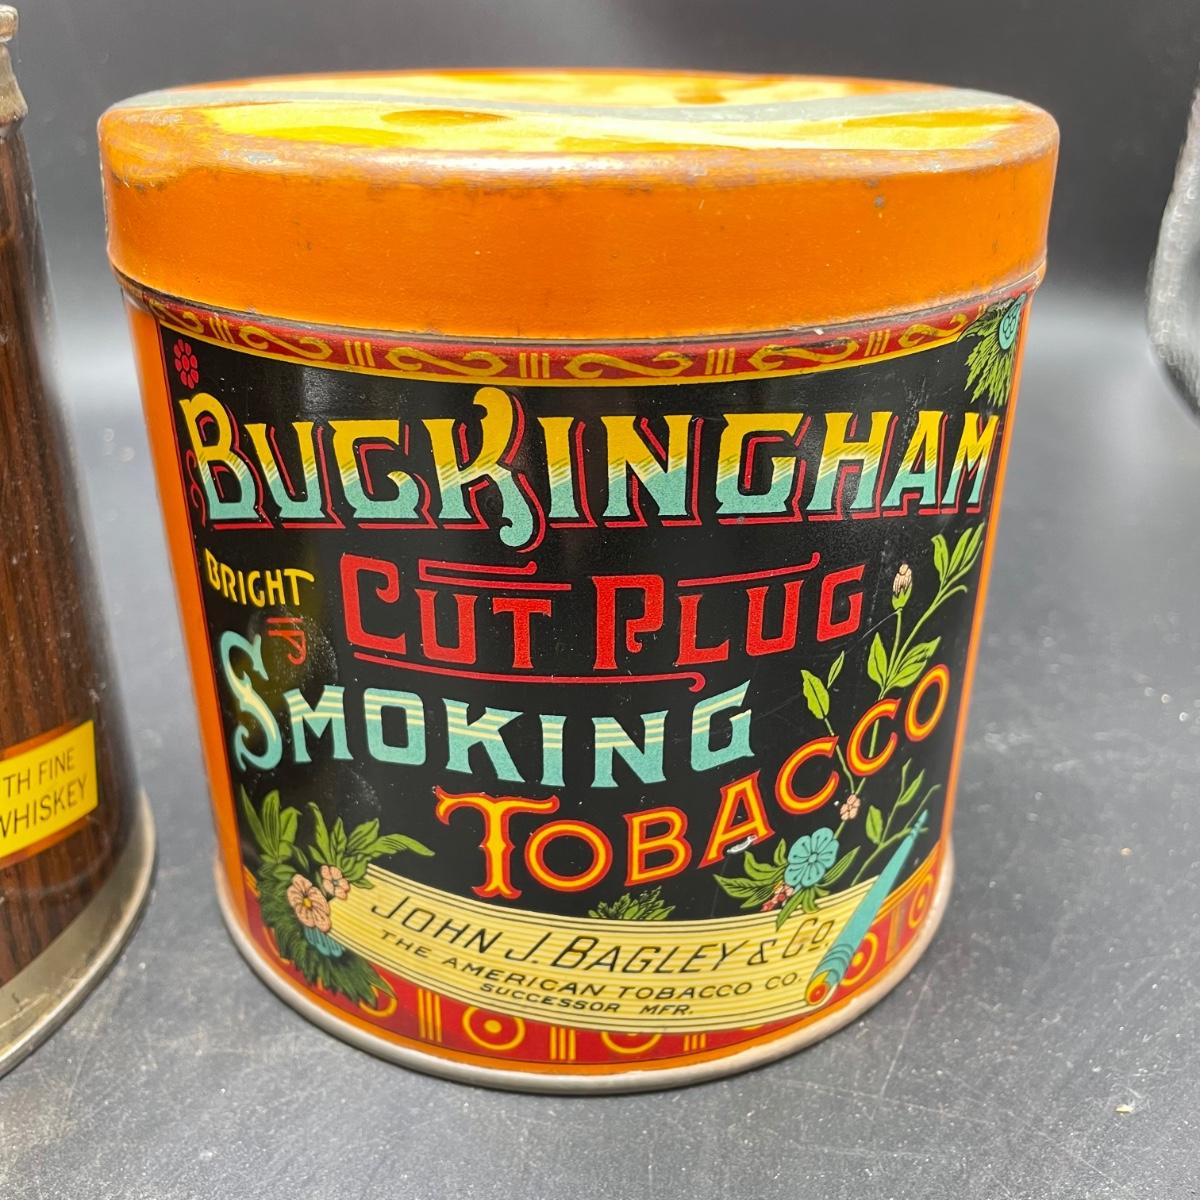 BUCKINGHAM
BRIGHT CUT PLUG
SMOKING
TOBACCO
JOHN J. BAGLEY & Co.
THE AMERICAN TOBACCO CO.
SUCCESSOR MFR.
TH FINE
WHISKEY